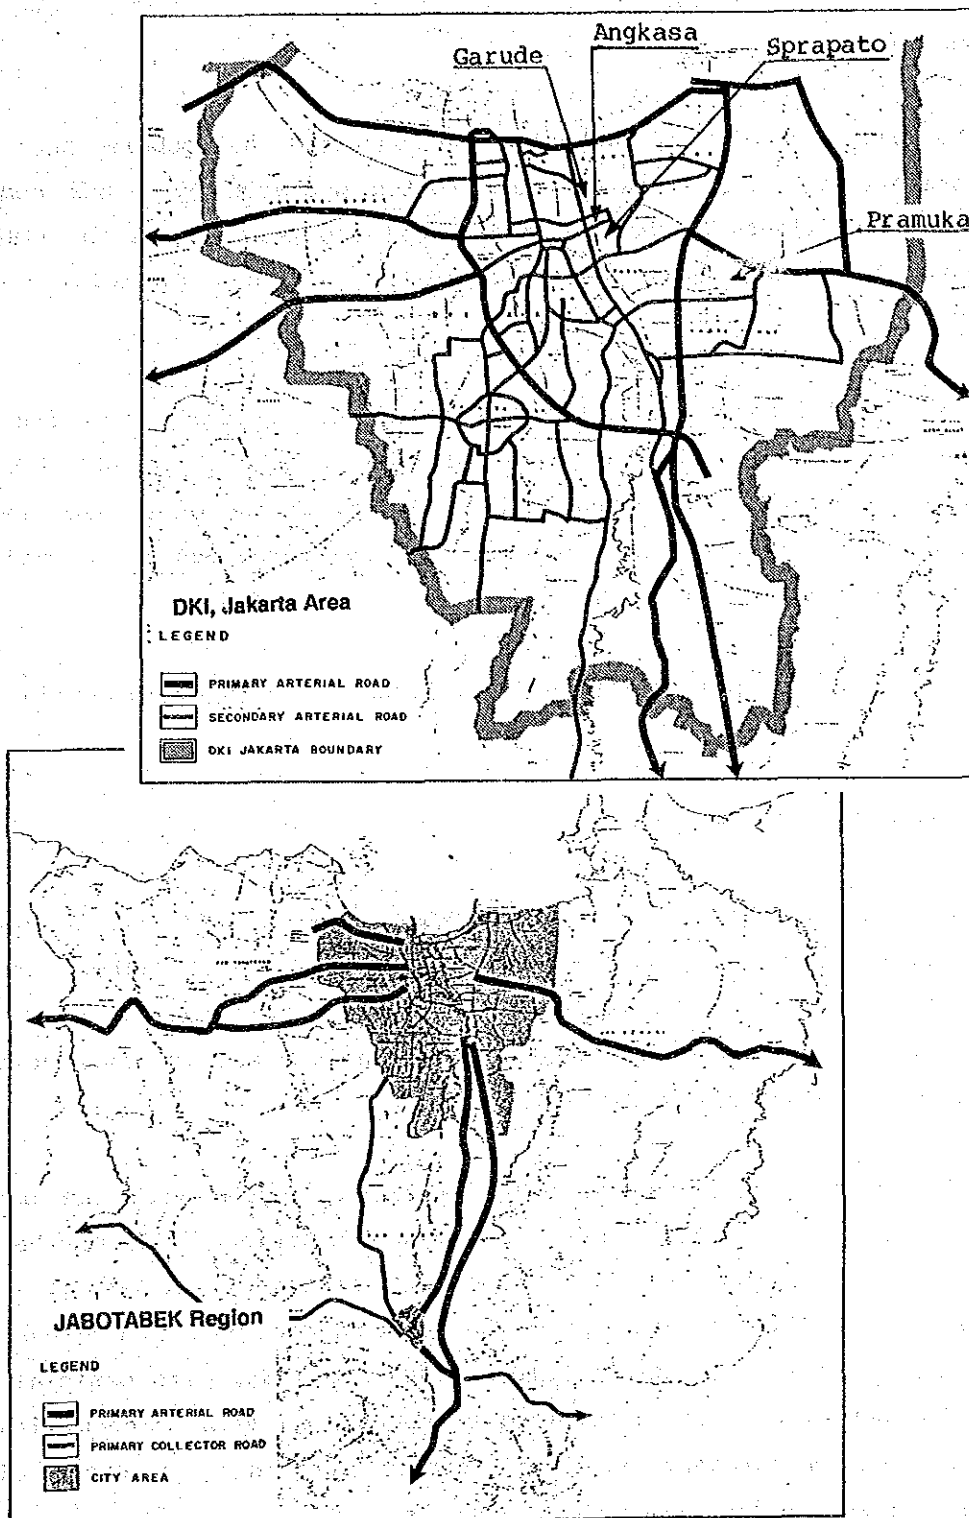 Angkasa
Garude
Sprapato
Pramuka
DKI, Jakarta Area
LEGEND
PRIMARY ARTERIAL ROAD
SECONDARY ARTERIAL ROAD
DKI JAKARTA BOUNDARY
JABOTABEK Region
LEGEND
PRIMARY ARTERIAL ROAD
PRIMARY COLLECTOR ROAD
CITY AREA